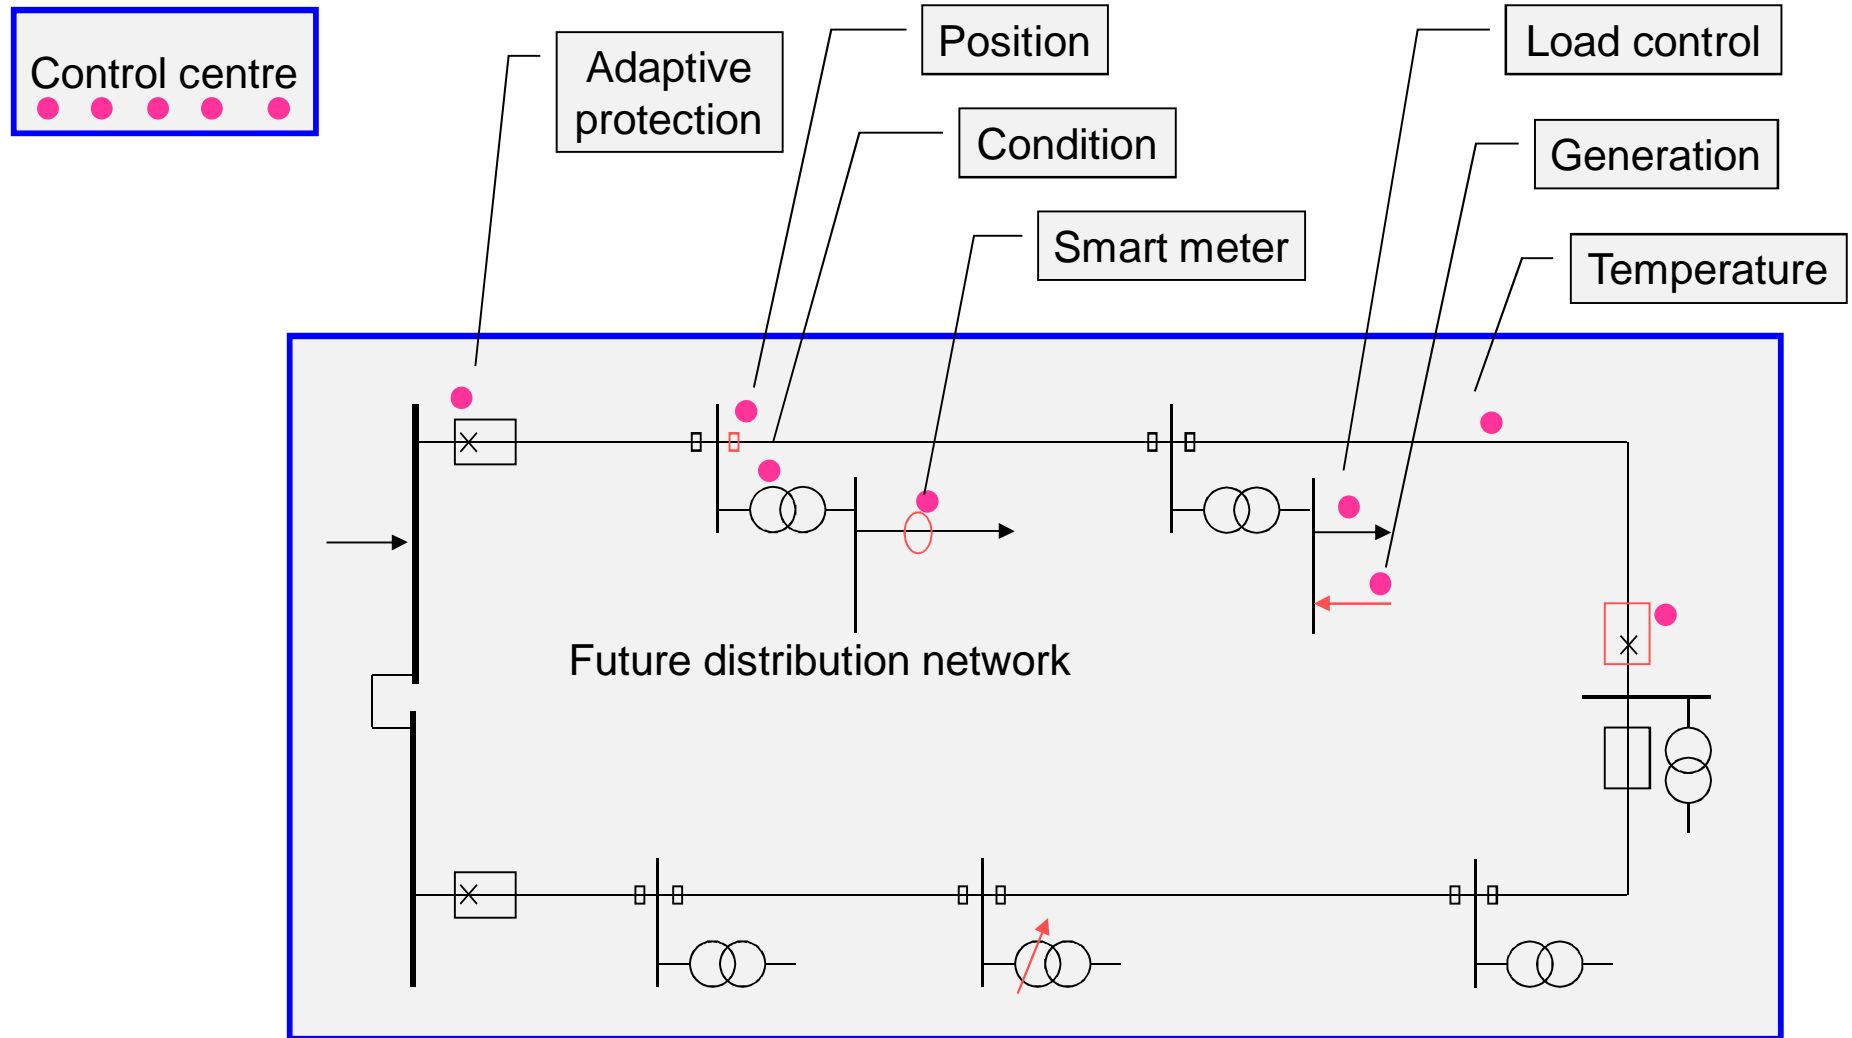 Control centre
Adaptive
protection
Position
Condition
Smart meter
Load control
Generation
Temperature
Future distribution network